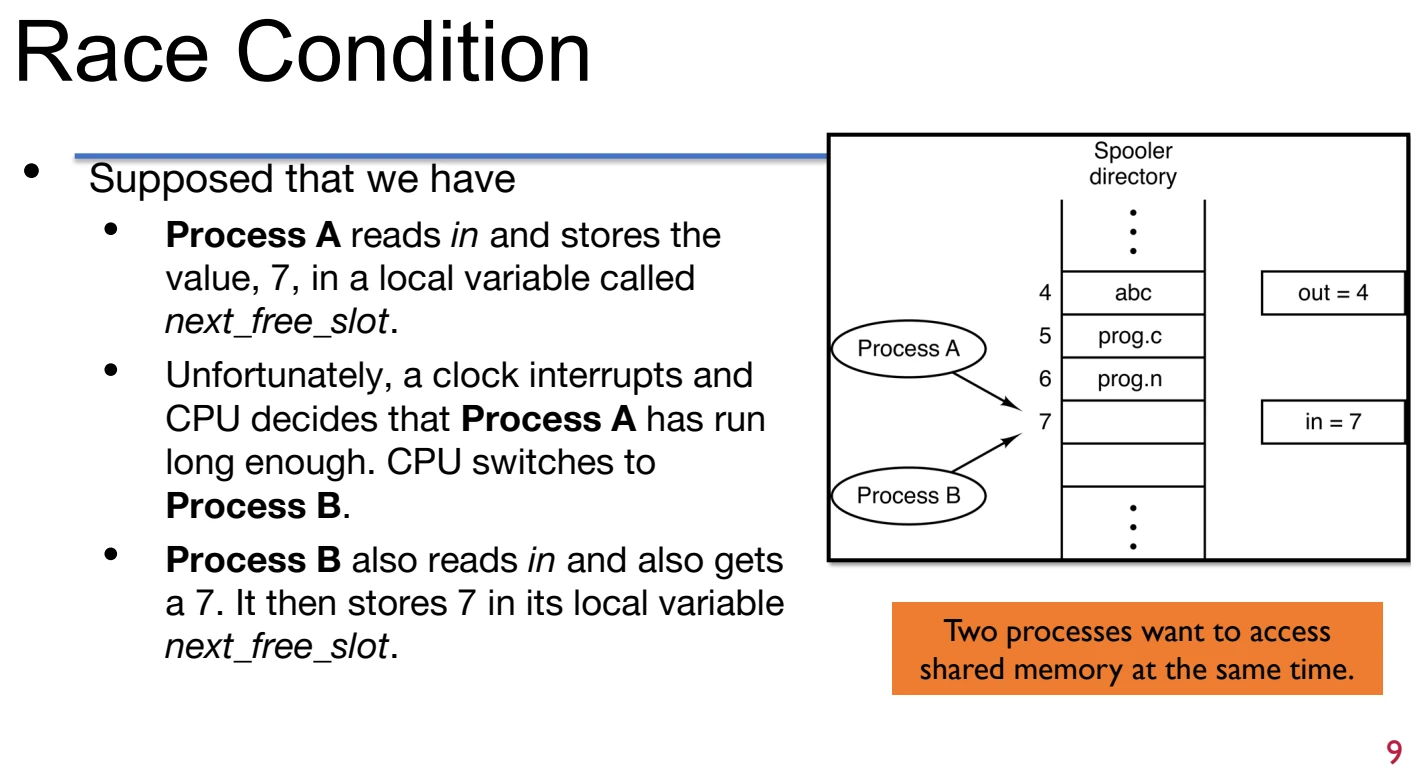 Race Condition
• Supposed that we have
• Process A reads in and stores the
value, 7, in a local variable called
next_free_slot.
• Unfortunately, a clock interrupts and
CPU decides that Process A has run
long enough. CPU switches to
Process B.
• Process B also reads in and also gets
a 7. It then stores 7 in its local variable
next_free_slot.
Spooler
directory
4 abc out = 4
5 prog.c
Process A
6 prog.n
7 in = 7
Process B
Two processes want to access
shared memory at the same time.
9